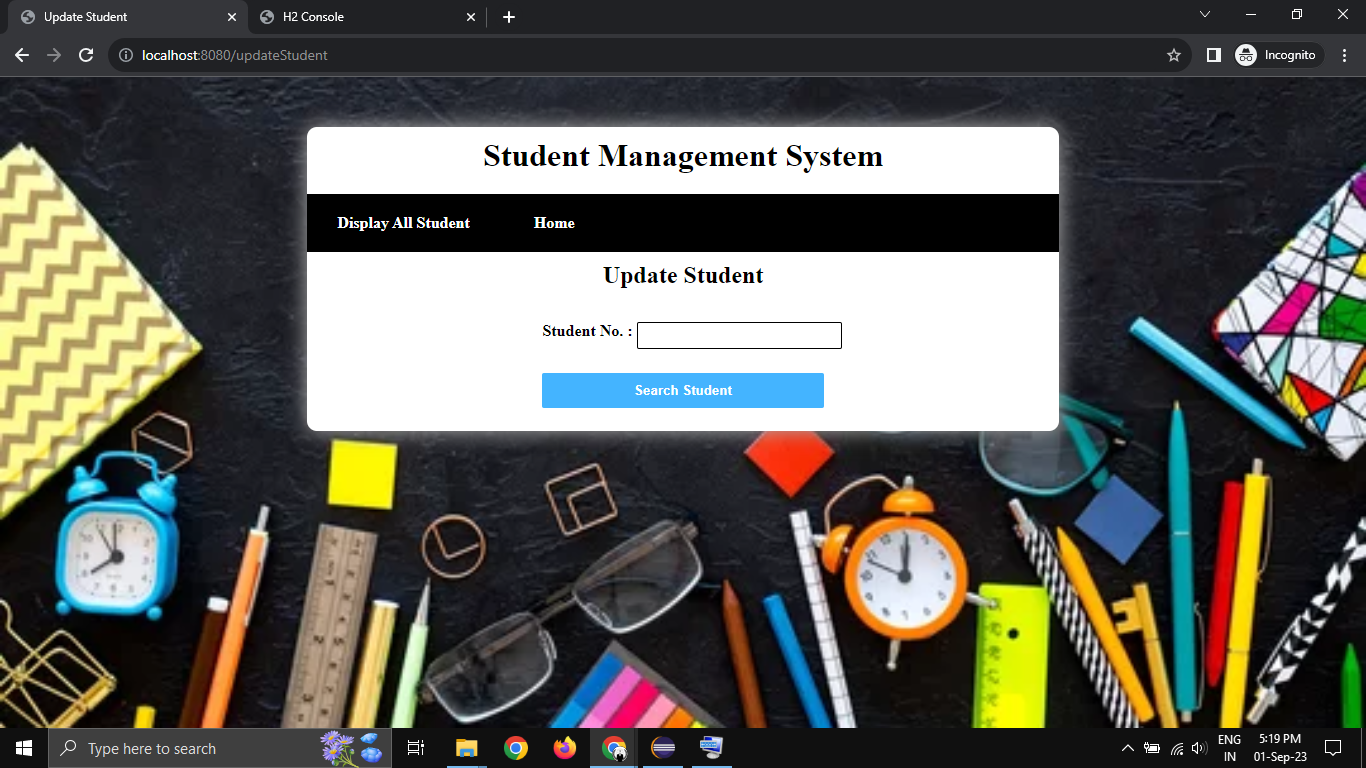 Update Student
H2 Console
localhost:8080/updateStudent
Incognito
Student Management System
Display All Student
Home
Update Student
Student No. :
Search Student
Type here to search
ENG
IN
5:19 PM
01-Sep-23